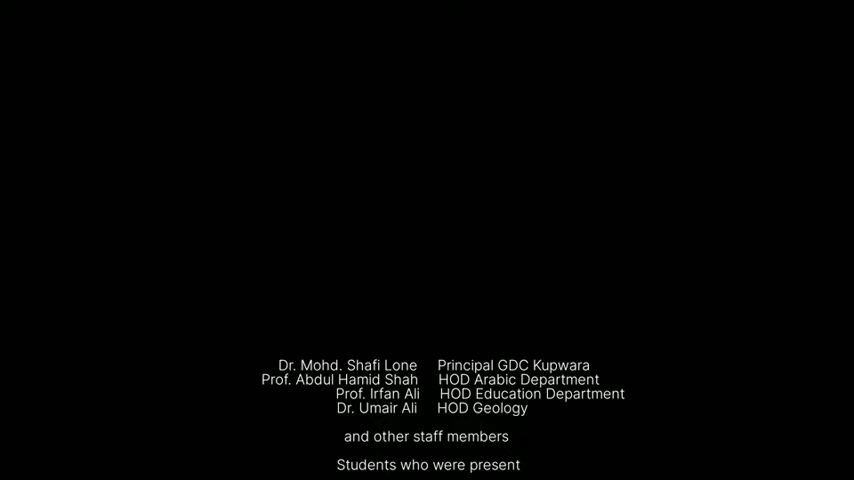 Dr. Mohd. Shafi Lone Principal GDC Kupwara
Prof. Abdul Hamid Shah HOD Arabic Department
Prof. Irfan Ali HOD Education Department
Dr. Umair Ali HOD Geology
and other staff members
Students who were present